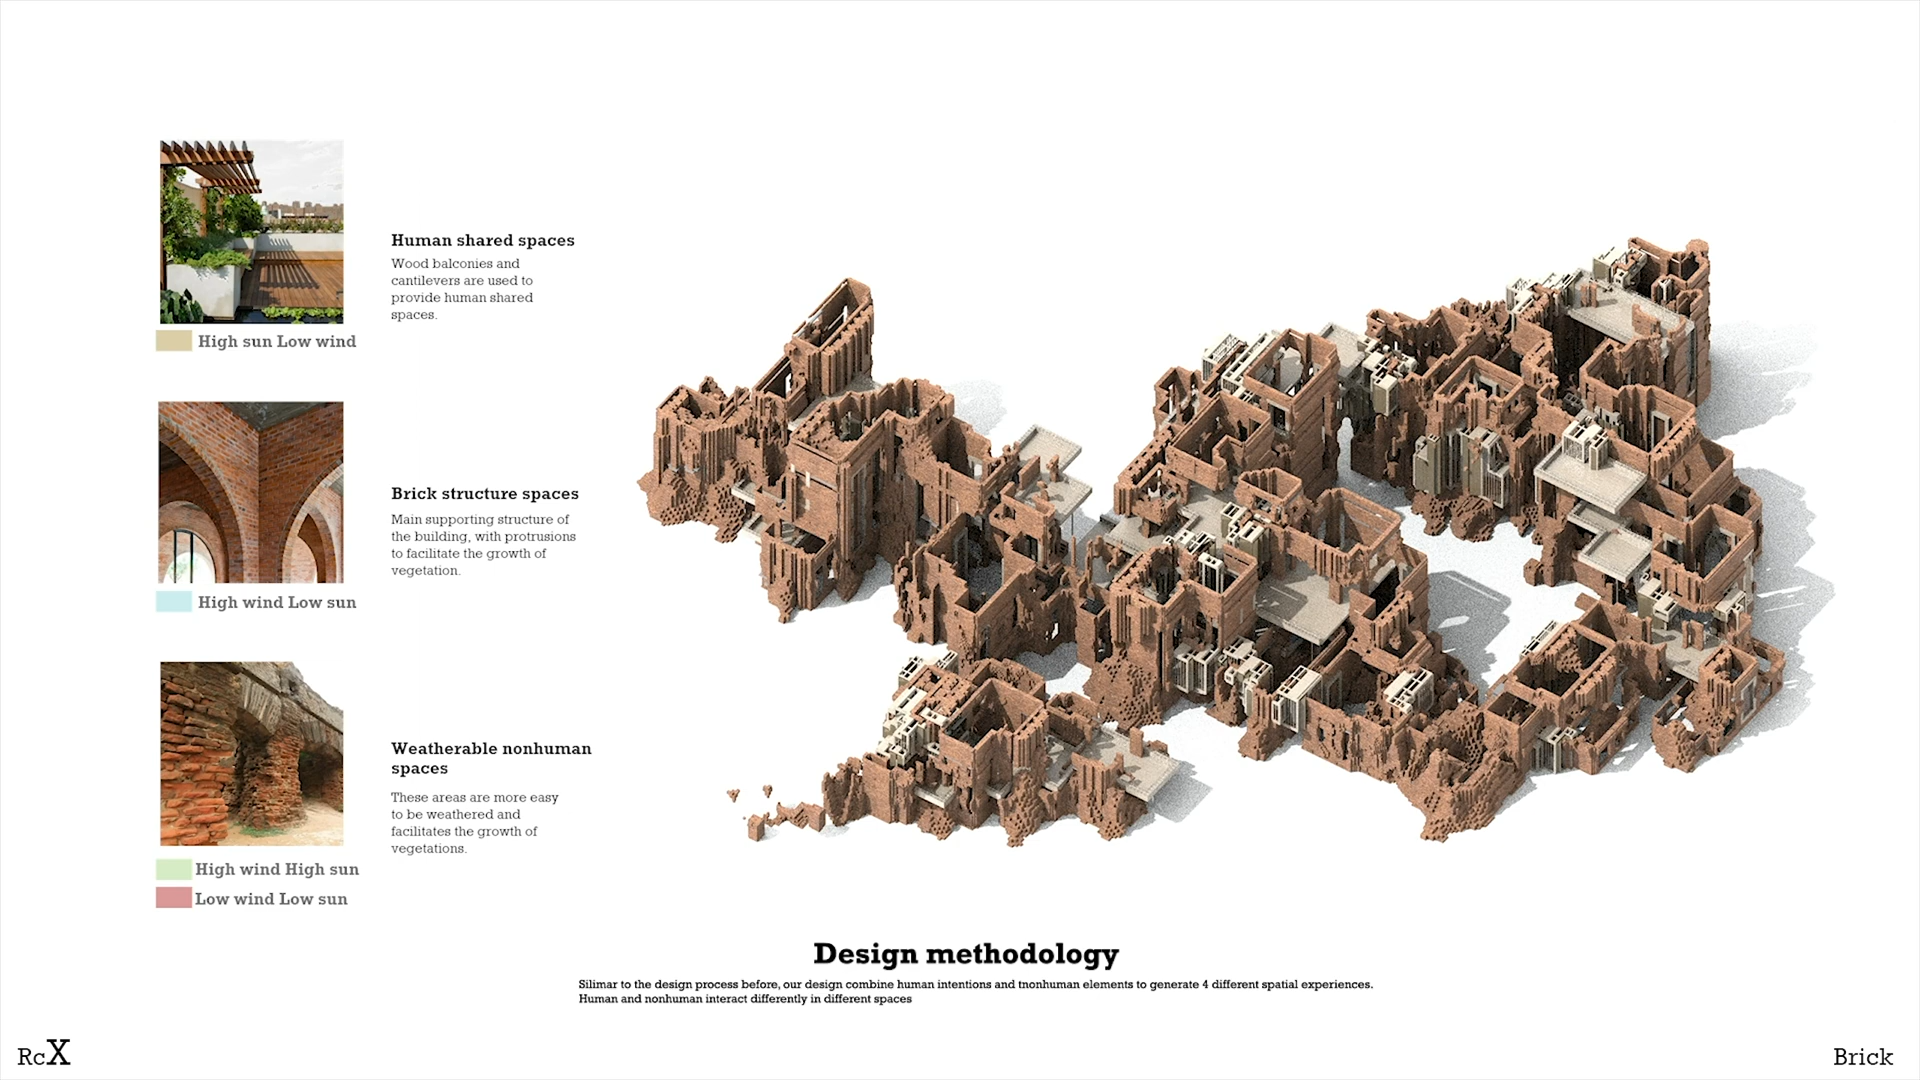 Human shared spaces
Wood balconies and
cantilevers are used to
provide human shared
spaces.
High sun Low wind
Brick structure spaces
Main supporting structure of
the building, with protrusions
to facilitate the growth of
vegetation.
High wind Low sun
Weatherable nonhuman
spaces
These areas are more easy
to be weathered and
facilitates the growth of
vegetations.
High wind High sun
Low wind Low sun
Design methodology
Silimar to the design process before, our design combine human intentions and tnonhuman elements to generate 4 different spatial experiences.
Human and nonhuman interact differently in different spaces
RcX
Brick